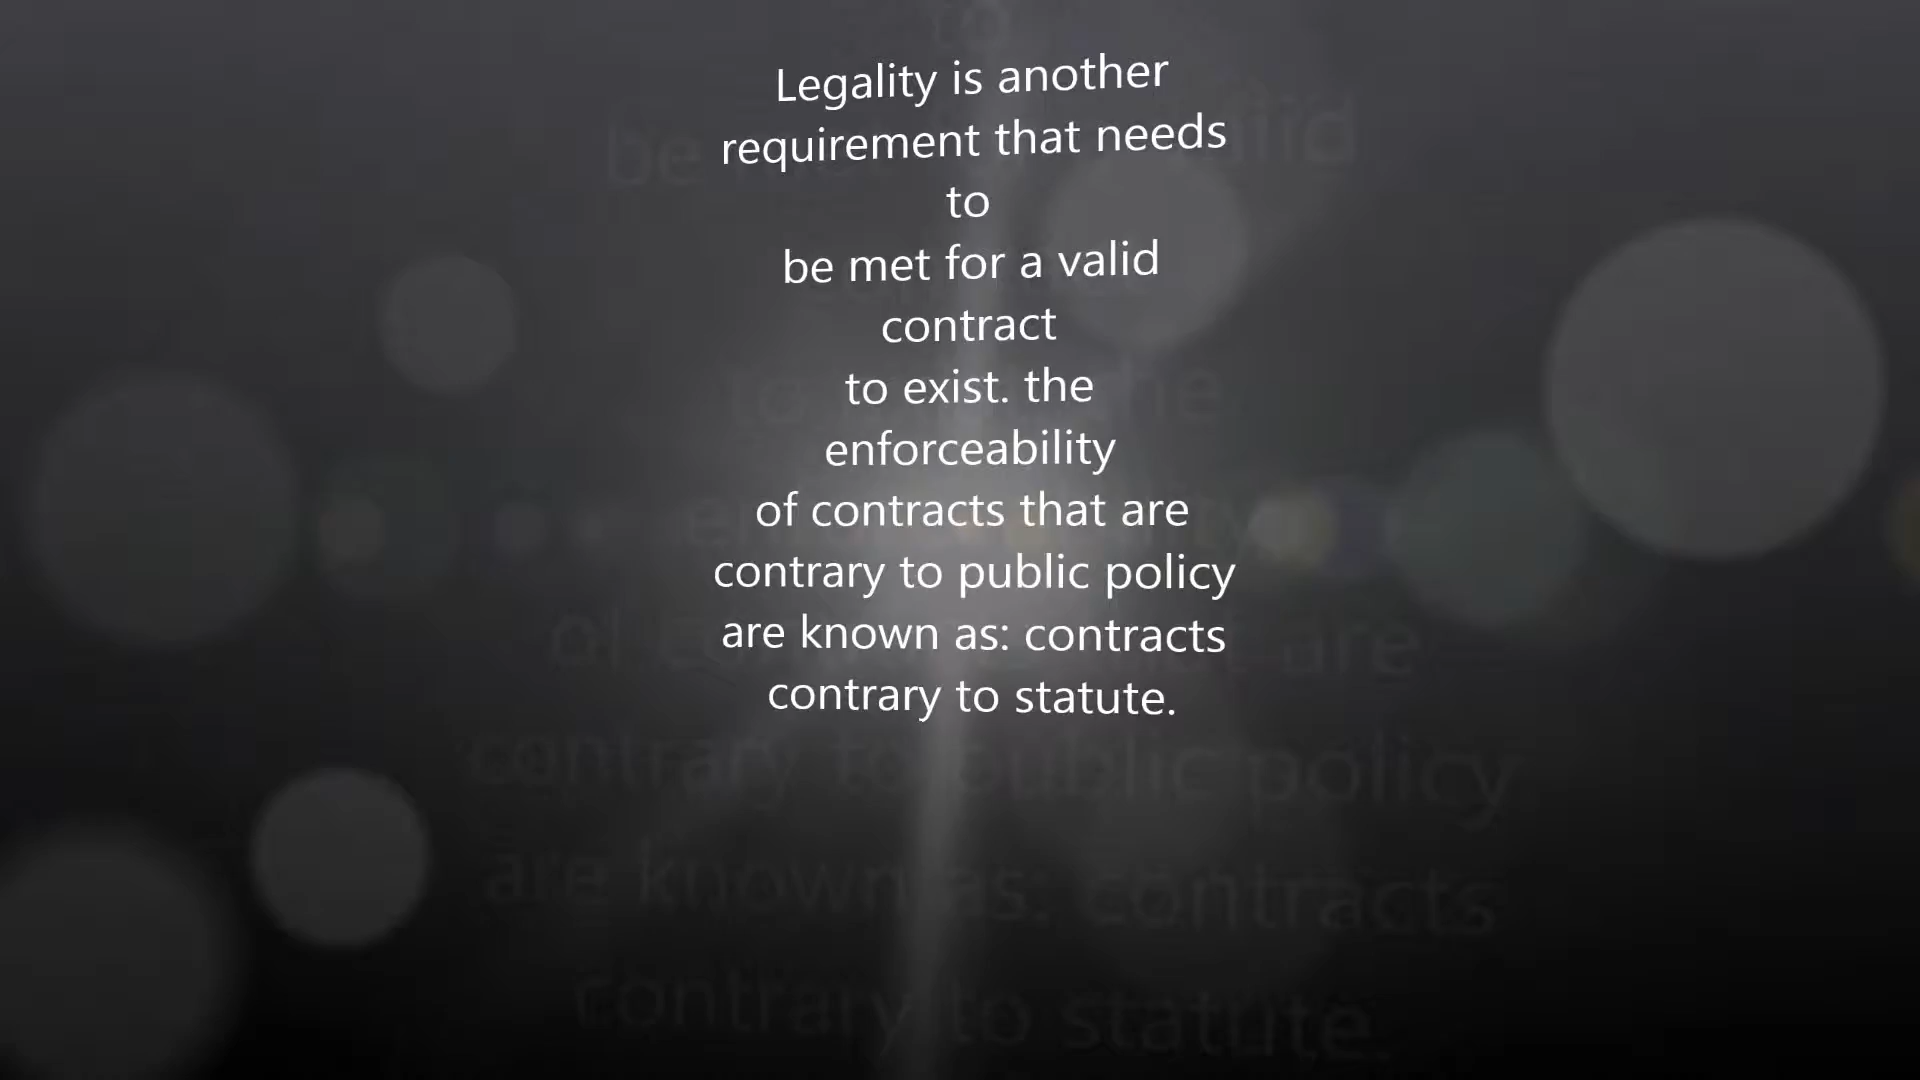 Legality is another
requirement that needs
to
be met for a valid
contract
to exist. the
enforceability
of contracts that are
contrary to public policy
are known as: contracts
contrary to statute.